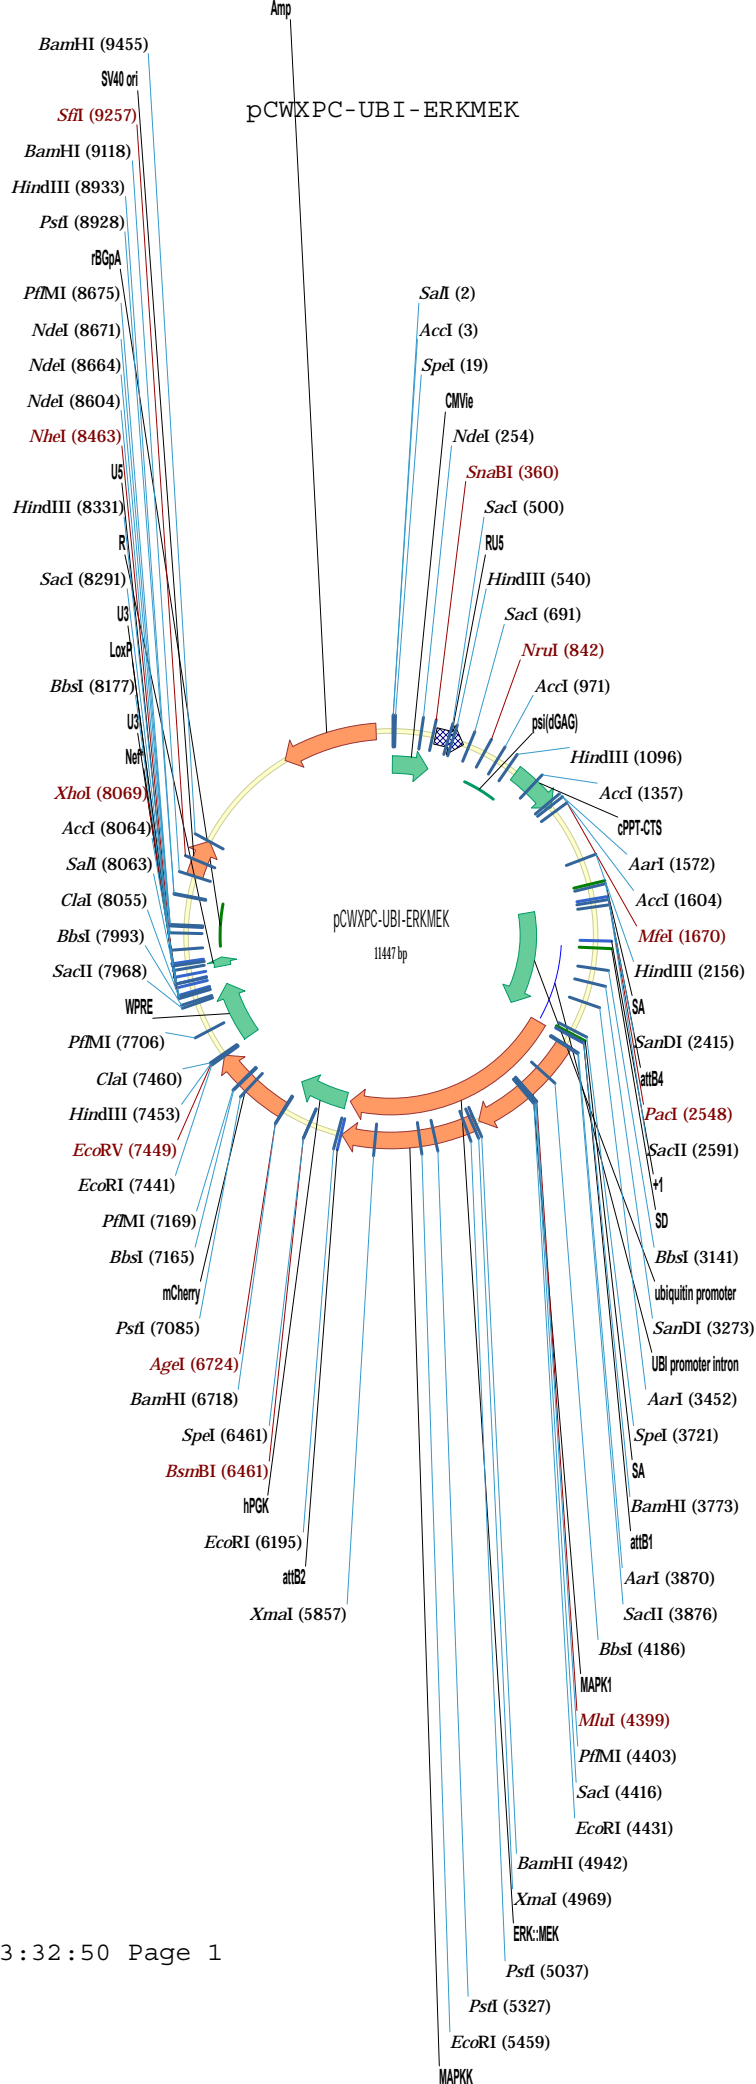 Amp
pCWXPC-UBI-ERKMEK
BamHI (9455)
SV40 ori
SfiI (9257)
BamHI (9118)
HindIII (8933)
PstI (8928)
rBGpA
PflMI (8675)
NdeI (8671)
NdeI (8664)
NdeI (8604)
NheI (8463)
U5
HindIII (8331)
R
SacI (8291)
U3
LoxP
BbsI (8177)
U3
Nef
XhoI (8069)
AccI (8064)
SalI (8063)
ClaI (8055)
BbsI (7993)
SacII (7968)
WPRE
PflMI (7706)
ClaI (7460)
HindIII (7453)
EcoRV (7449)
EcoRI (7441)
PflMI (7169)
BbsI (7165)
mCherry
PstI (7085)
AgeI (6724)
BamHI (6718)
SpeI (6461)
BsmBI (6461)
hPGK
EcoRI (6195)
attB2
XmaI (5857)
SalI (2)
AccI (3)
SpeI (19)
CMVie
NdeI (254)
SnaBI (360)
SacI (500)
RU5
HindIII (540)
SacI (691)
NruI (842)
AccI (971)
psi(dGAG)
HindIII (1096)
AccI (1357)
cPPT-CTS
AarI (1572)
AccI (1604)
MfeI (1670)
HindIII (2156)
SA
SanDI (2415)
attB4
PacI (2548)
SacII (2591)
+1
SD
BbsI (3141)
ubiquitin promoter
SanDI (3273)
UBI promoter intron
AarI (3452)
SpeI (3721)
SA
BamHI (3773)
attB1
AarI (3870)
SacII (3876)
BbsI (4186)
MAPK1
MluI (4399)
PflMI (4403)
SacI (4416)
EcoRI (4431)
BamHI (4942)
XmaI (4969)
ERK::MEK
PstI (5037)
PstI (5327)
EcoRI (5459)
MAPKK
pCWXPC-UBI-ERKMEK
11447 bp
3:32:50 Page 1